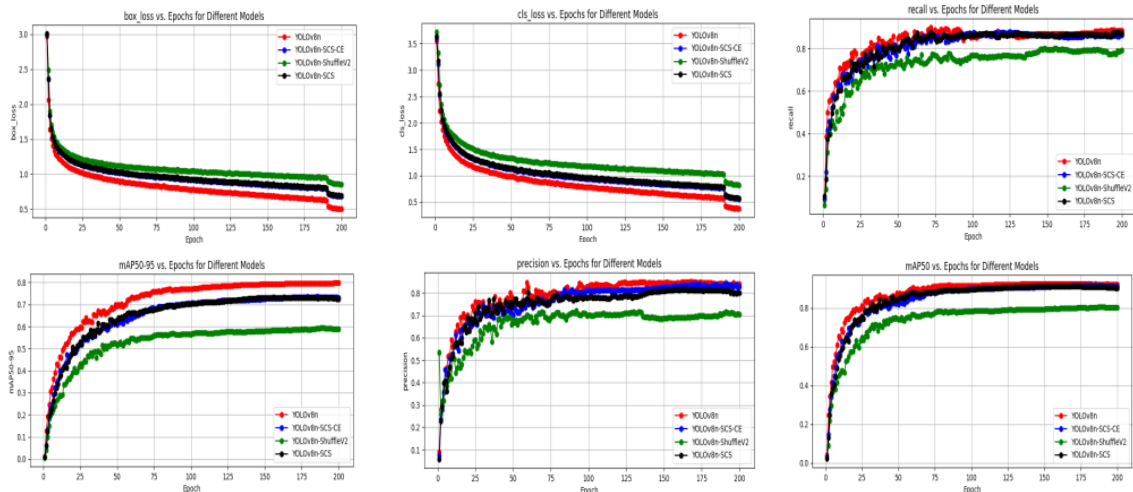 box_loss vs. Epochs for Different Models
YOLOv8n
YOLOv8n-SCS-CE
YOLOv8n-ShuffleV2
YOLOv8n-SCS
3.0
2.5
2.0
1.5
1.0
0.5
box_loss
0 25 50 75 100 125 150 175 200
Epoch
cls_loss vs. Epochs for Different Models
YOLOv8n
YOLOv8n-SCS-CE
YOLOv8n-ShuffleV2
YOLOv8n-SCS
3.5
3.0
2.5
2.0
1.5
1.0
0.5
cls_loss
0 25 50 75 100 125 150 175 200
Epoch
recall vs. Epochs for Different Models
0.8
0.6
0.4
0.2
recall
YOLOv8n
YOLOv8n-SCS-CE
YOLOv8n-ShuffleV2
YOLOv8n-SCS
0 25 50 75 100 125 150 175 200
Epoch
mAP50-95 vs. Epochs for Different Models
0.8
0.7
0.6
0.5
0.4
0.3
0.2
0.1
0.0
mAP50-95
YOLOv8n
YOLOv8n-SCS-CE
YOLOv8n-ShuffleV2
YOLOv8n-SCS
0 25 50 75 100 125 150 175 200
Epoch
precision vs. Epochs for Different Models
0.8
0.7
0.6
0.5
0.4
0.3
0.2
0.1
precision
YOLOv8n
YOLOv8n-SCS-CE
YOLOv8n-ShuffleV2
YOLOv8n-SCS
0 25 50 75 100 125 150 175 200
Epoch
mAP50 vs. Epochs for Different Models
0.8
0.6
0.4
0.2
0.0
mAP50
YOLOv8n
YOLOv8n-SCS-CE
YOLOv8n-ShuffleV2
YOLOv8n-SCS
0 25 50 75 100 125 150 175 200
Epoch